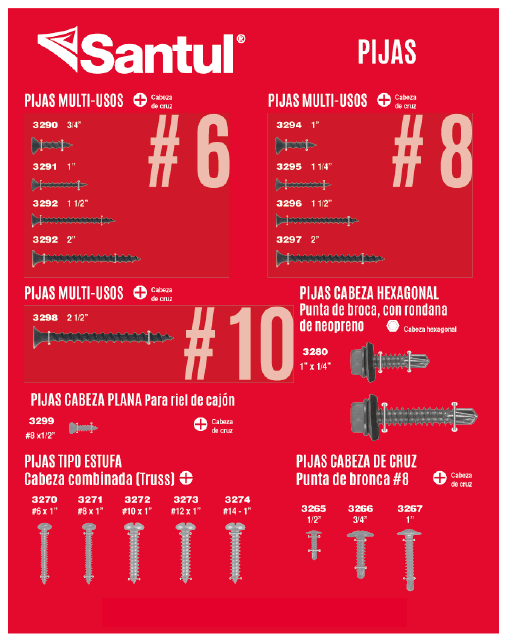 Santul®
PIJAS
PIJAS MULTI-USOS
Cabeza
de cruz
# 6
3290 3/4"
3291 1"
3292 1 1/2"
3292 2"
PIJAS MULTI-USOS
Cabeza
de cruz
# 8
3294 1"
3295 1 1/4"
3296 1 1/2"
3297 2"
PIJAS MULTI-USOS
Cabeza
de cruz
3298 2 1/2"
# 10
PIJAS CABEZA HEXAGONAL
Punta de broca, con rondana
de neopreno
Cabeza hexagonal
3280
1" x 1/4"
PIJAS CABEZA PLANA Para riel de cajón
3299
#8 x1/2"
Cabeza
de cruz
PIJAS TIPO ESTUFA
Cabeza combinada (Truss)
3270 3271 3272 3273 3274
#6 x 1" #8 x 1" #10 x 1" #12 x 1" #14 - 1"
PIJAS CABEZA DE CRUZ
Punta de bronca #8
Cabeza
de cruz
3265 3266 3267
1/2" 3/4" 1"